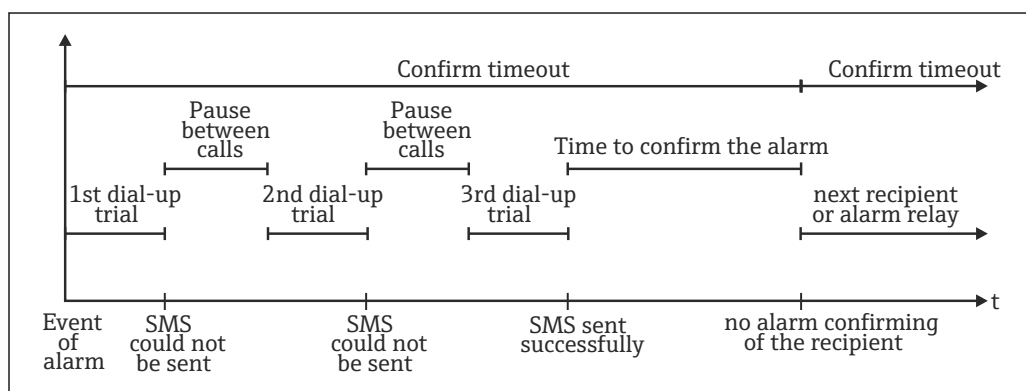 Confirm timeout
Confirm timeout
Pause
between
calls
Pause
between
calls
Time to confirm the alarm
1st dial-up
trial
2nd dial-up
trial
3rd dial-up
trial
next recipient
or alarm relay
t
Event
of
alarm
SMS
could not
be sent
SMS
could not
be sent
SMS sent
successfully
no alarm confirming
of the recipient